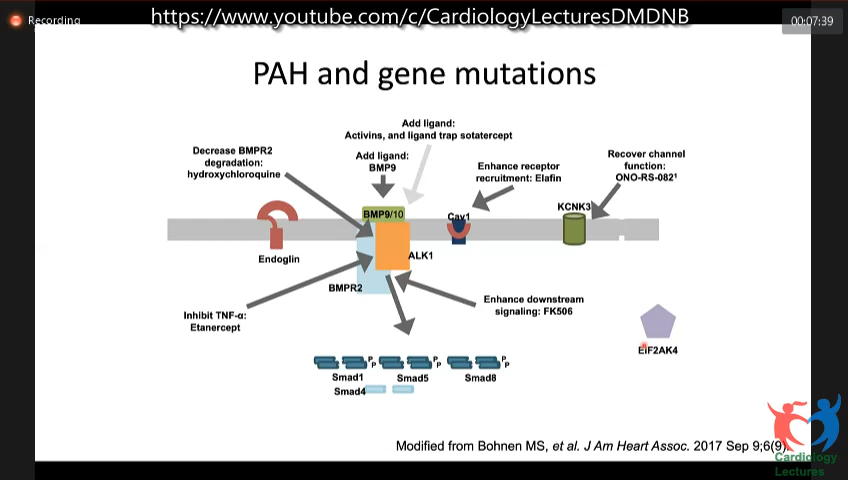 https://www.youtube.com/c/CardiologyLecturesDMDNB
Recording
00:07:39
PAH and gene mutations
Add ligand:
Activins, and ligand trap sotatercept
Decrease BMPR2
degradation:
hydroxychloroquine
Add ligand:
BMP9
Enhance receptor
recruitment: Elafin
Recover channel
function:
ONO-RS-082¹
BMP9/10
Cav1
KCNK3
Endoglin
ALK1
BMPR2
Inhibit TNF-α:
Etanercept
Enhance downstream
signaling: FK506
EiF2AK4
P
P
P
P
P
P
Smad1
Smad5
Smad8
Smad4
Modified from Bohnen MS, et al. J Am Heart Assoc. 2017 Sep 9;6(9)
Cardiology
Lectures